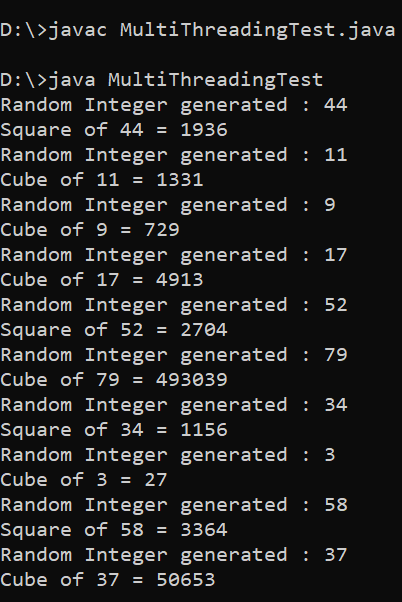 D:\>javac MultiThreadingTest.java
D:\>java MultiThreadingTest
Random Integer generated : 44
Square of 44 = 1936
Random Integer generated : 11
Cube of 11 = 1331
Random Integer generated : 9
Cube of 9 = 729
Random Integer generated : 17
Cube of 17 = 4913
Random Integer generated : 52
Square of 52 = 2704
Random Integer generated : 79
Cube of 79 = 493039
Random Integer generated : 34
Square of 34 = 1156
Random Integer generated : 3
Cube of 3 = 27
Random Integer generated : 58
Square of 58 = 3364
Random Integer generated : 37
Cube of 37 = 50653